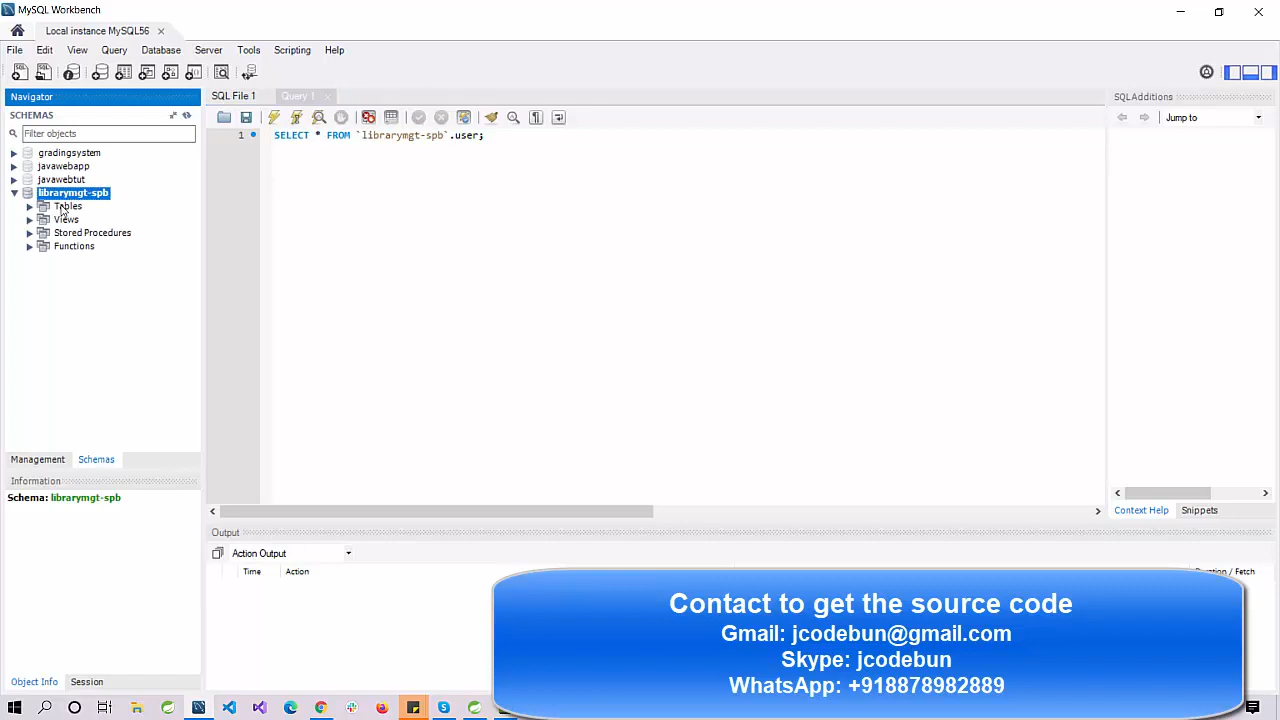 MySQL Workbench
Local instance MySQL56
File Edit View Query Database Server Tools Scripting Help
Navigator
SCHEMAS
Filter objects
gradingsystem
javawebapp
javawebtut
librarymgt-spb
Tables
Views
Stored Procedures
Functions
Management Schemas
Information
Schema: librarymgt-spb
Object Info Session
SQL File 1 Query 1
1 SELECT * FROM `librarymgt-spb`.user;
Output
Action Output
Time Action Duration / Fetch
SQLAdditions
Jump to
Context Help Snippets
Contact to get the source code
Gmail: jcodebun@gmail.com
Skype: jcodebun
WhatsApp: +918878982889